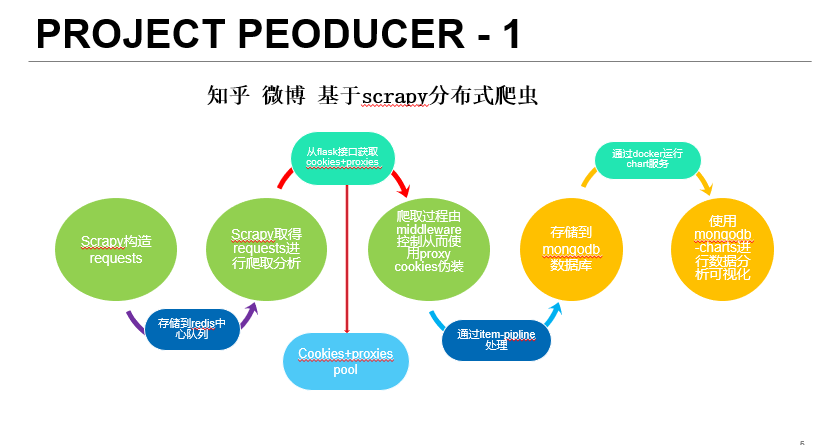 PROJECT PEODUCER - 1
知乎 微博 基于scrapy分布式爬虫
从flask接口获取
cookies+proxies
通过docker运行
chart服务
Scrapy构造
requests
Scrapy取得
requests进
行爬取分析
爬取过程由
middleware
控制从而使
用proxy
cookies伪装
存储到
mongodb
数据库
使用
mongodb
-charts进
行数据分
析可视化
存储到redis中
心队列
通过item-pipline
处理
Cookies+proxies
pool